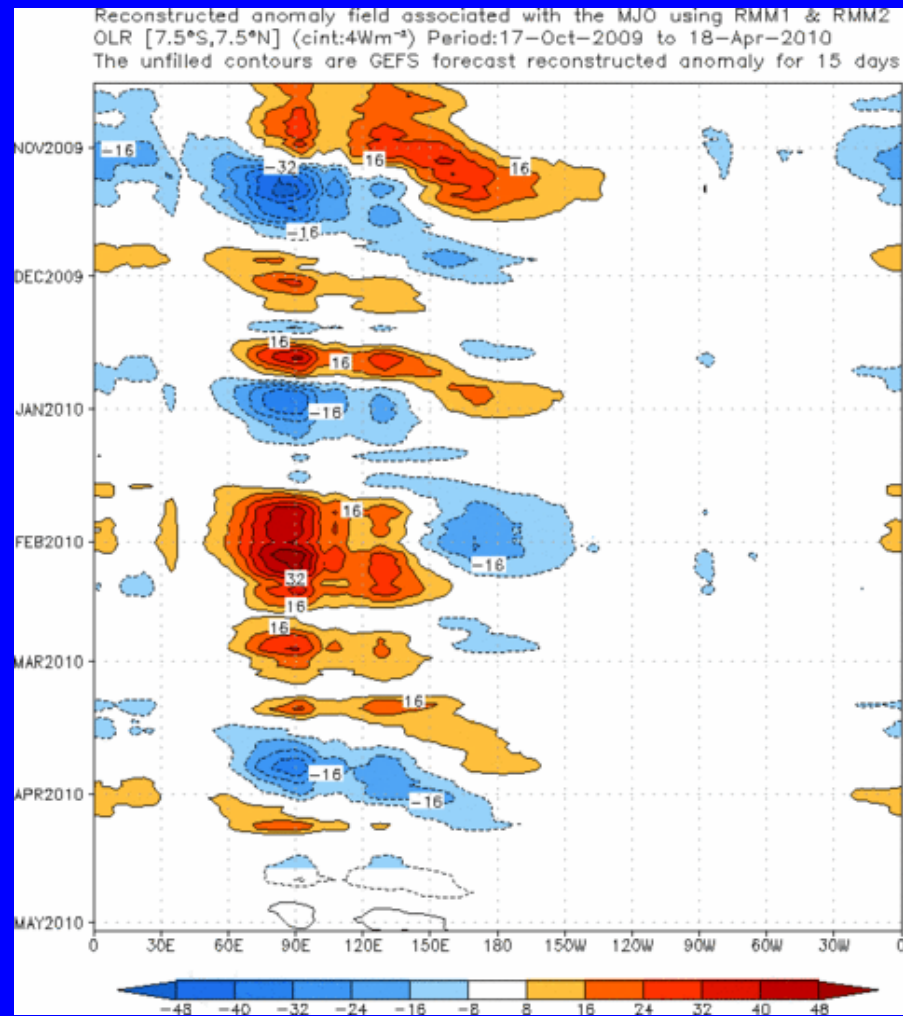 Reconstructed anomaly field associated with the MJO using RMM1 & RMM2
OLR [7.5°S,7.5°N] (cint:4Wm⁻²) Period:17-Oct-2009 to 18-Apr-2010
The unfilled contours are GEFS forecast reconstructed anomaly for 15 days
NOV2009
-16
-32
16
16
-16
DEC2009
16
16
JAN2010
-16
16
FEB2010
-16
32
16
16
MAR2010
16
-16
APR2010
-16
MAY2010
0 30E 60E 90E 120E 150E 180 150W 120W 90W 60W 30W 0
-48 -40 -32 -24 -16 -8 8 16 24 32 40 48